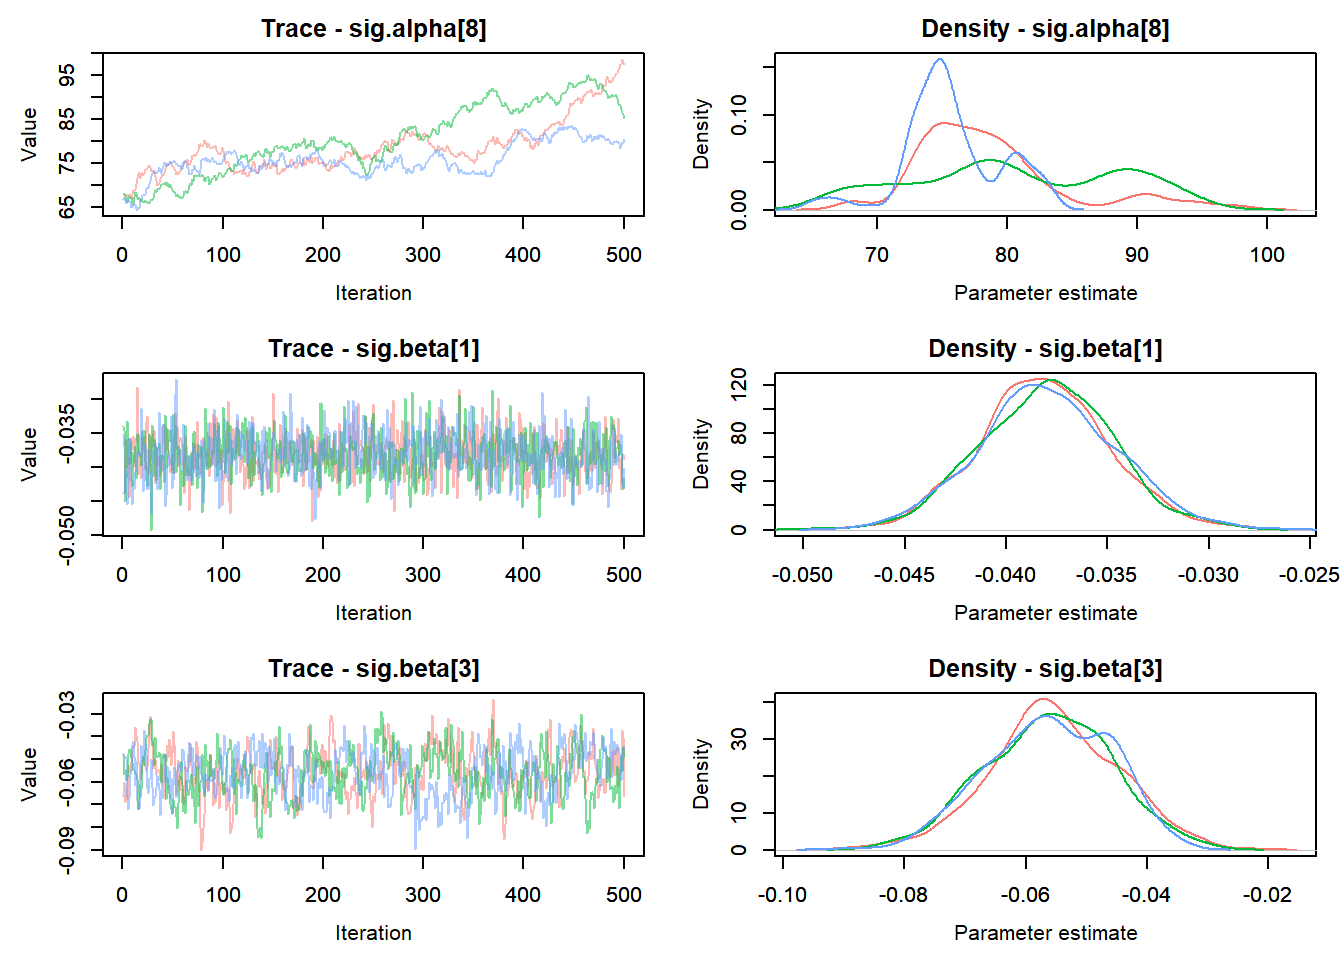 Trace - sig.alpha[8]
Value
65
75
85
95
0
100
200
300
400
500
Iteration
Density - sig.alpha[8]
Density
0.00
0.10
70
80
90
100
Parameter estimate
Trace - sig.beta[1]
Value
-0.050
-0.035
0
100
200
300
400
500
Iteration
Density - sig.beta[1]
Density
0
40
80
120
-0.050
-0.045
-0.040
-0.035
-0.030
-0.025
Parameter estimate
Trace - sig.beta[3]
Value
-0.09
-0.06
-0.03
0
100
200
300
400
500
Iteration
Density - sig.beta[3]
Density
0
10
30
-0.10
-0.08
-0.06
-0.04
-0.02
Parameter estimate